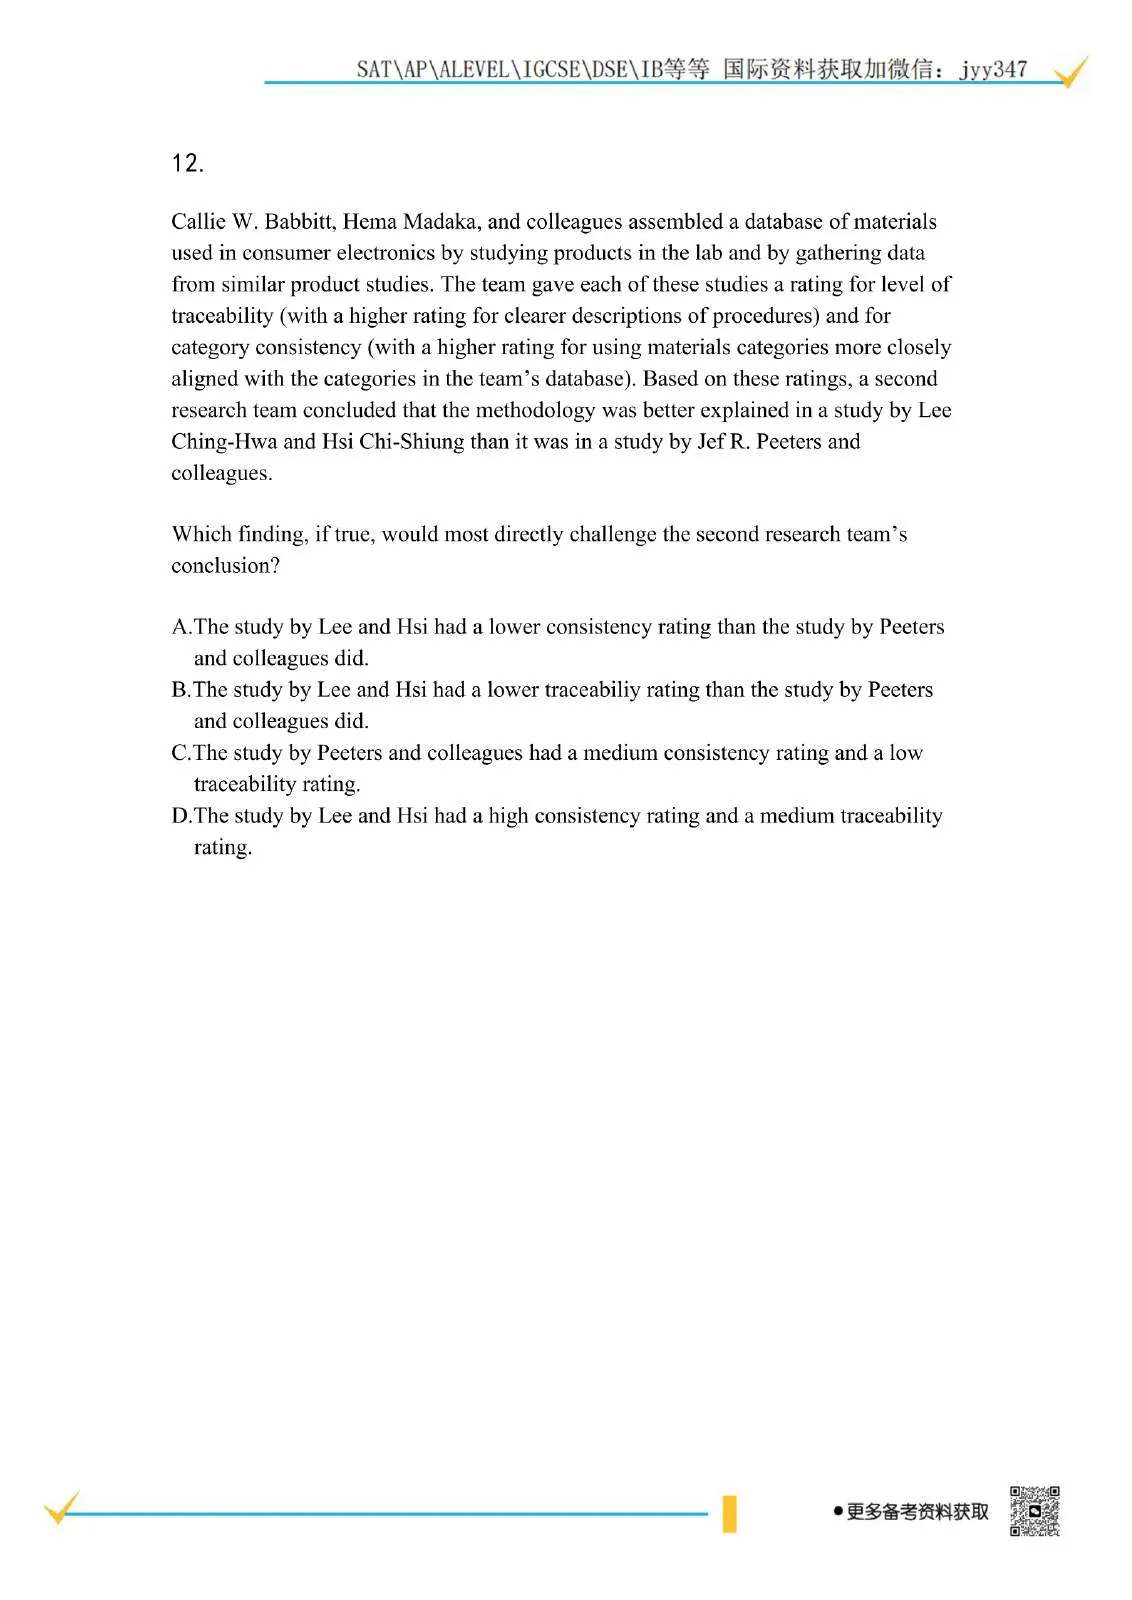 SAT\AP\ALEVEL\IGCSE\DSE\IB等等 国际资料获取加微信：jyy347
12.
Callie W. Babbitt, Hema Madaka, and colleagues assembled a database of materials
used in consumer electronics by studying products in the lab and by gathering data
from similar product studies. The team gave each of these studies a rating for level of
traceability (with a higher rating for clearer descriptions of procedures) and for
category consistency (with a higher rating for using materials categories more closely
aligned with the categories in the team’s database). Based on these ratings, a second
research team concluded that the methodology was better explained in a study by Lee
Ching-Hwa and Hsi Chi-Shiung than it was in a study by Jef R. Peeters and
colleagues.
Which finding, if true, would most directly challenge the second research team’s
conclusion?
A.The study by Lee and Hsi had a lower consistency rating than the study by Peeters
and colleagues did.
B.The study by Lee and Hsi had a lower traceabiliy rating than the study by Peeters
and colleagues did.
C.The study by Peeters and colleagues had a medium consistency rating and a low
traceability rating.
D.The study by Lee and Hsi had a high consistency rating and a medium traceability
rating.
●更多备考资料获取